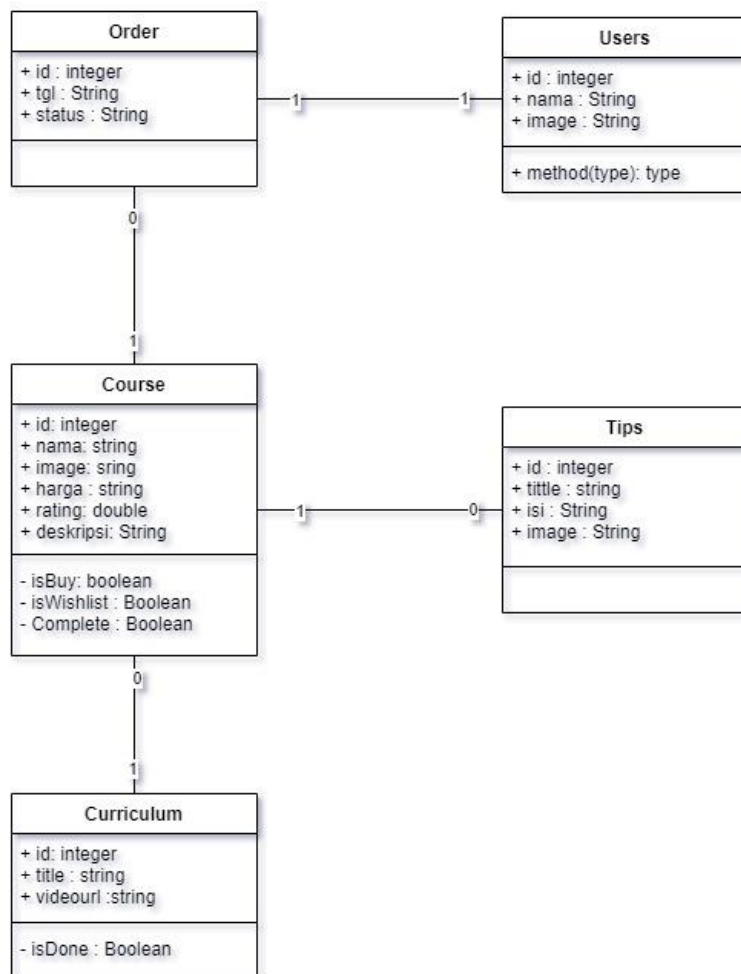 Order
+ id : integer
+ tgl : String
+ status : String
1
1
Users
+ id : integer
+ nama : String
+ image : String
+ method(type): type
0
1
Course
+ id: integer
+ nama: string
+ image: sring
+ harga : string
+ rating: double
+ deskripsi: String
- isBuy: boolean
- isWishlist : Boolean
- Complete : Boolean
1
0
Tips
+ id : integer
+ tittle : string
+ isi : String
+ image : String
0
1
Curriculum
+ id: integer
+ title : string
+ videourl :string
- isDone : Boolean